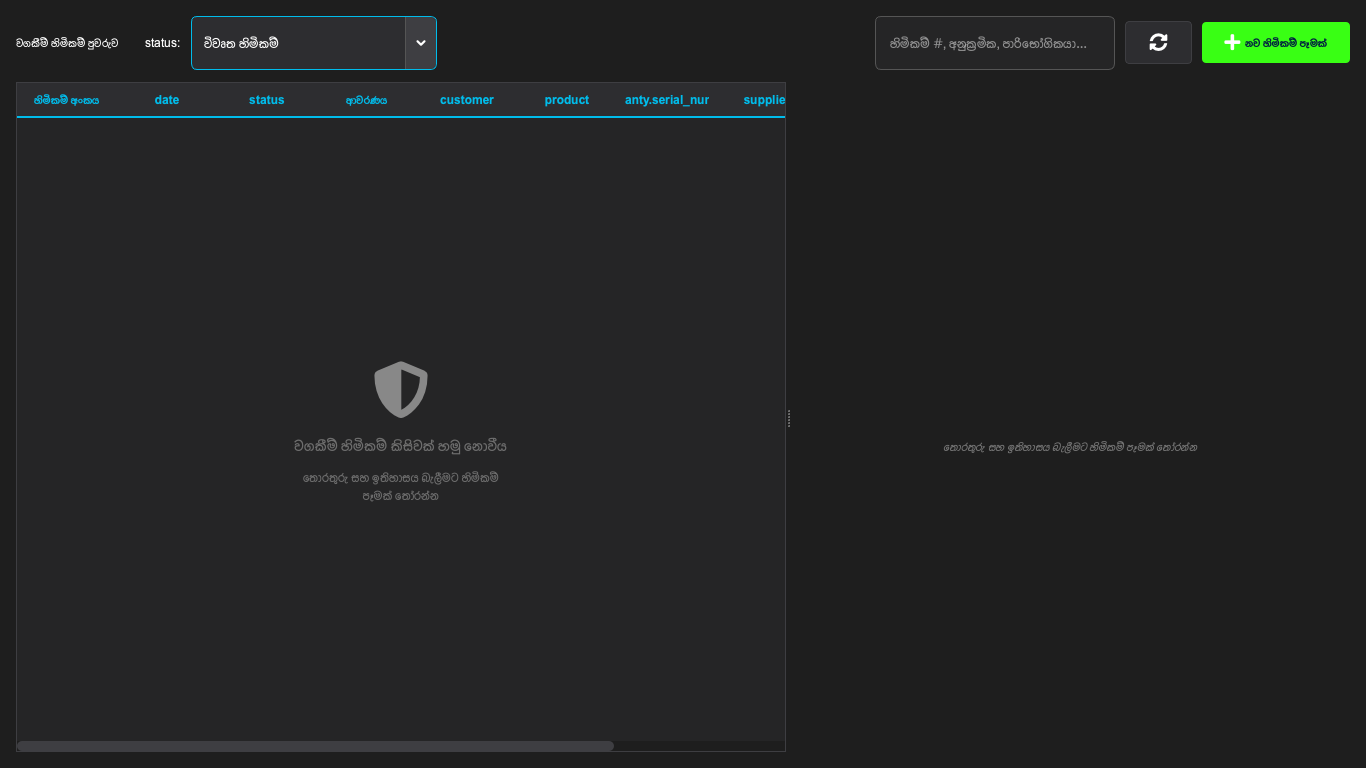 වගකීම් හිමිකම් පුවරුව
status:
විවෘත හිමිකම්
හිමිකම් #, අනුක්‍රමික, පාරිභෝගිකයා...
නව හිමිකම් පෑමක්
හිමිකම් අංකය
date
status
ආවරණය
customer
product
anty.serial_nur
supplie
වගකීම් හිමිකම් කිසිවක් හමු නොවීය
තොරතුරු සහ ඉතිහාසය බැලීමට හිමිකම්
පෑමක් තෝරන්න
තොරතුරු සහ ඉතිහාසය බැලීමට හිමිකම් පෑමක් තෝරන්න